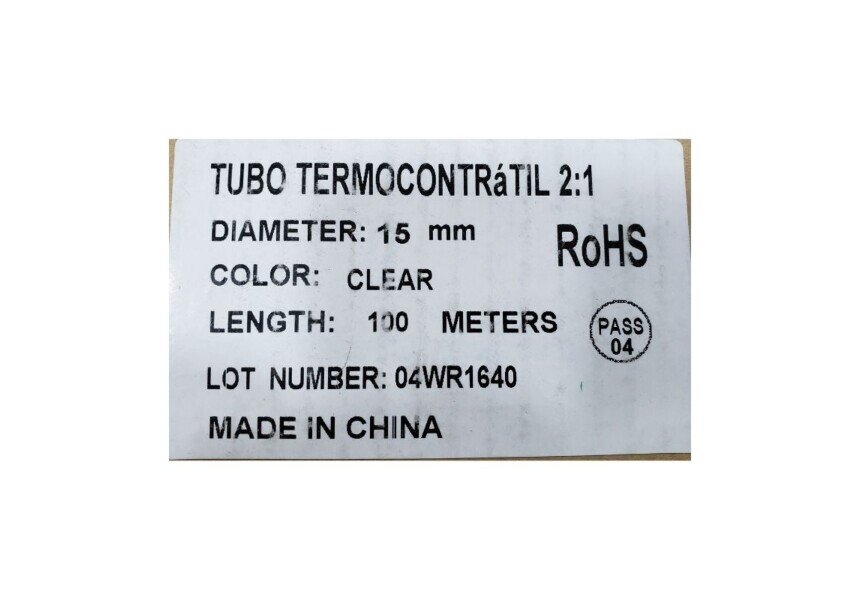 TUBO TERMOCONTRáTIL 2:1
DIAMETER: 15 mm
RoHS
COLOR: CLEAR
LENGTH: 100 METERS
PASS
04
LOT NUMBER: 04WR1640
MADE IN CHINA